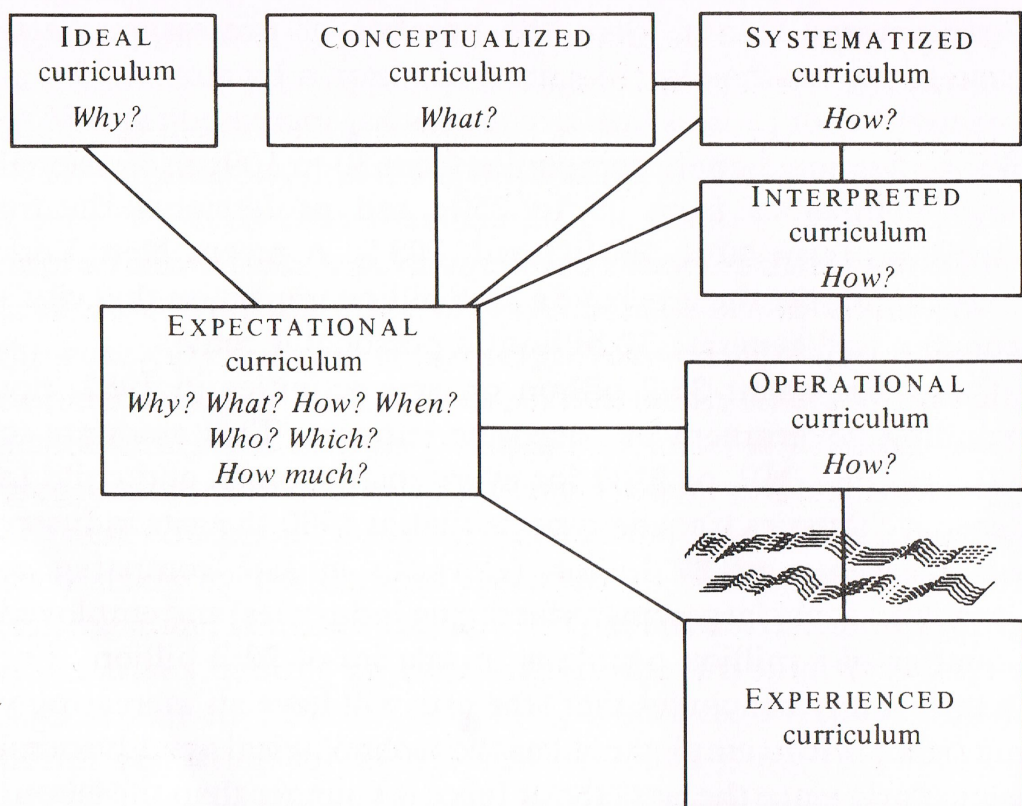 IDEAL
curriculum
Why?
CONCEPTUALIZED
curriculum
What?
SYSTEMATIZED
curriculum
How?
INTERPRETED
curriculum
How?
EXPECTATIONAL
curriculum
Why? What? How? When?
Who? Which?
How much?
OPERATIONAL
curriculum
How?
EXPERIENCED
curriculum